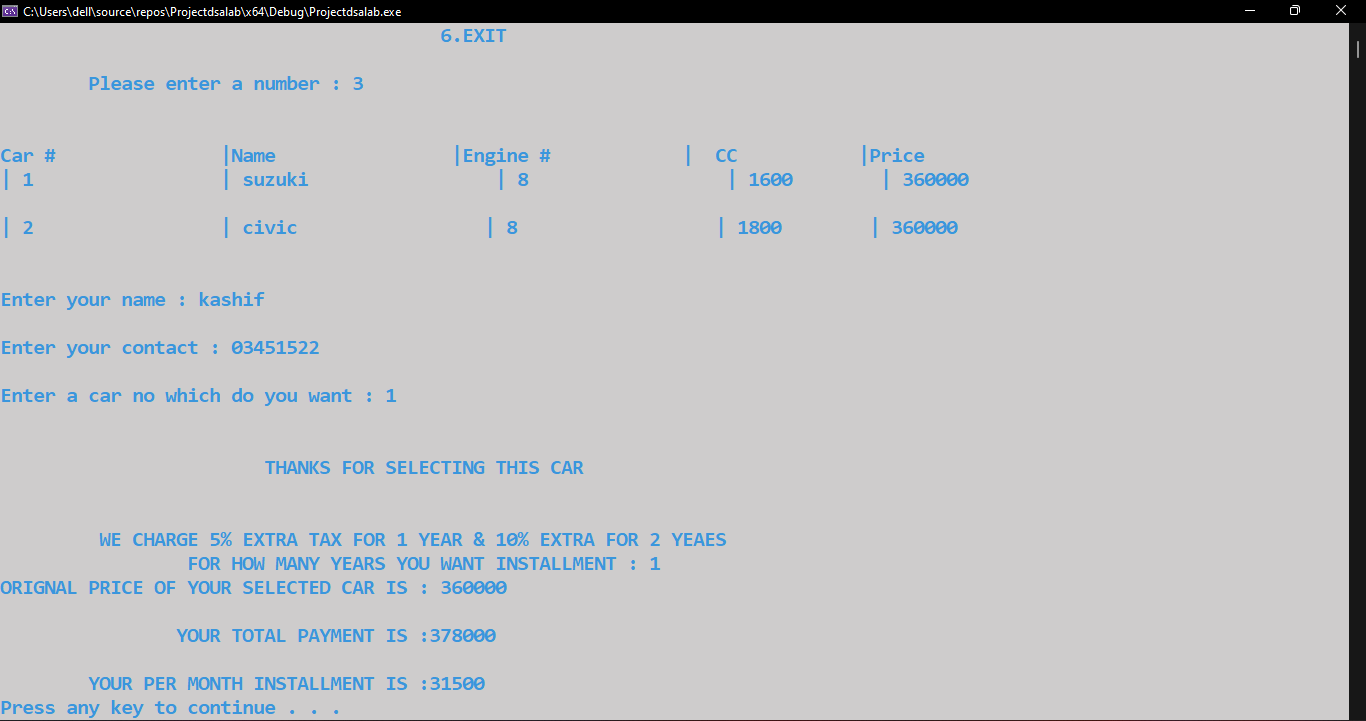 C:\Users\dell\source\repos\Projectdsalab\x64\Debug\Projectdsalab.exe
6.EXIT
Please enter a number : 3
Car # |Name |Engine # | CC |Price
| 1 | suzuki | 8 | 1600 | 360000
| 2 | civic | 8 | 1800 | 360000
Enter your name : kashif
Enter your contact : 03451522
Enter a car no which do you want : 1
THANKS FOR SELECTING THIS CAR
WE CHARGE 5% EXTRA TAX FOR 1 YEAR & 10% EXTRA FOR 2 YEAES
FOR HOW MANY YEARS YOU WANT INSTALLMENT : 1
ORIGNAL PRICE OF YOUR SELECTED CAR IS : 360000
YOUR TOTAL PAYMENT IS :378000
YOUR PER MONTH INSTALLMENT IS :31500
Press any key to continue . . .